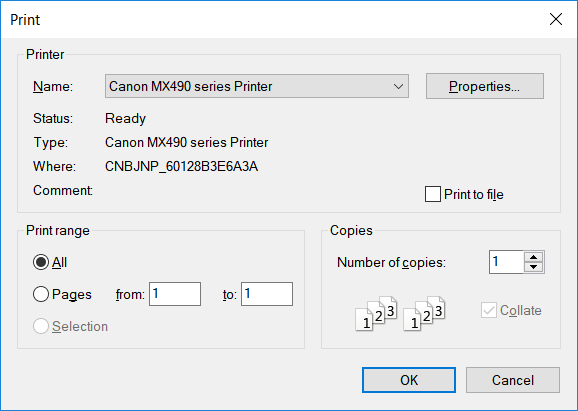 Print
Printer
Name: Canon MX490 series Printer Properties...
Status: Ready
Type: Canon MX490 series Printer
Where: CNBJNP_60128B3E6A3A
Comment:
Print to file
Print range
All
Pages from: 1 to: 1
Selection
Copies
Number of copies: 1
1 2 3 1 2 3 Collate
OK Cancel